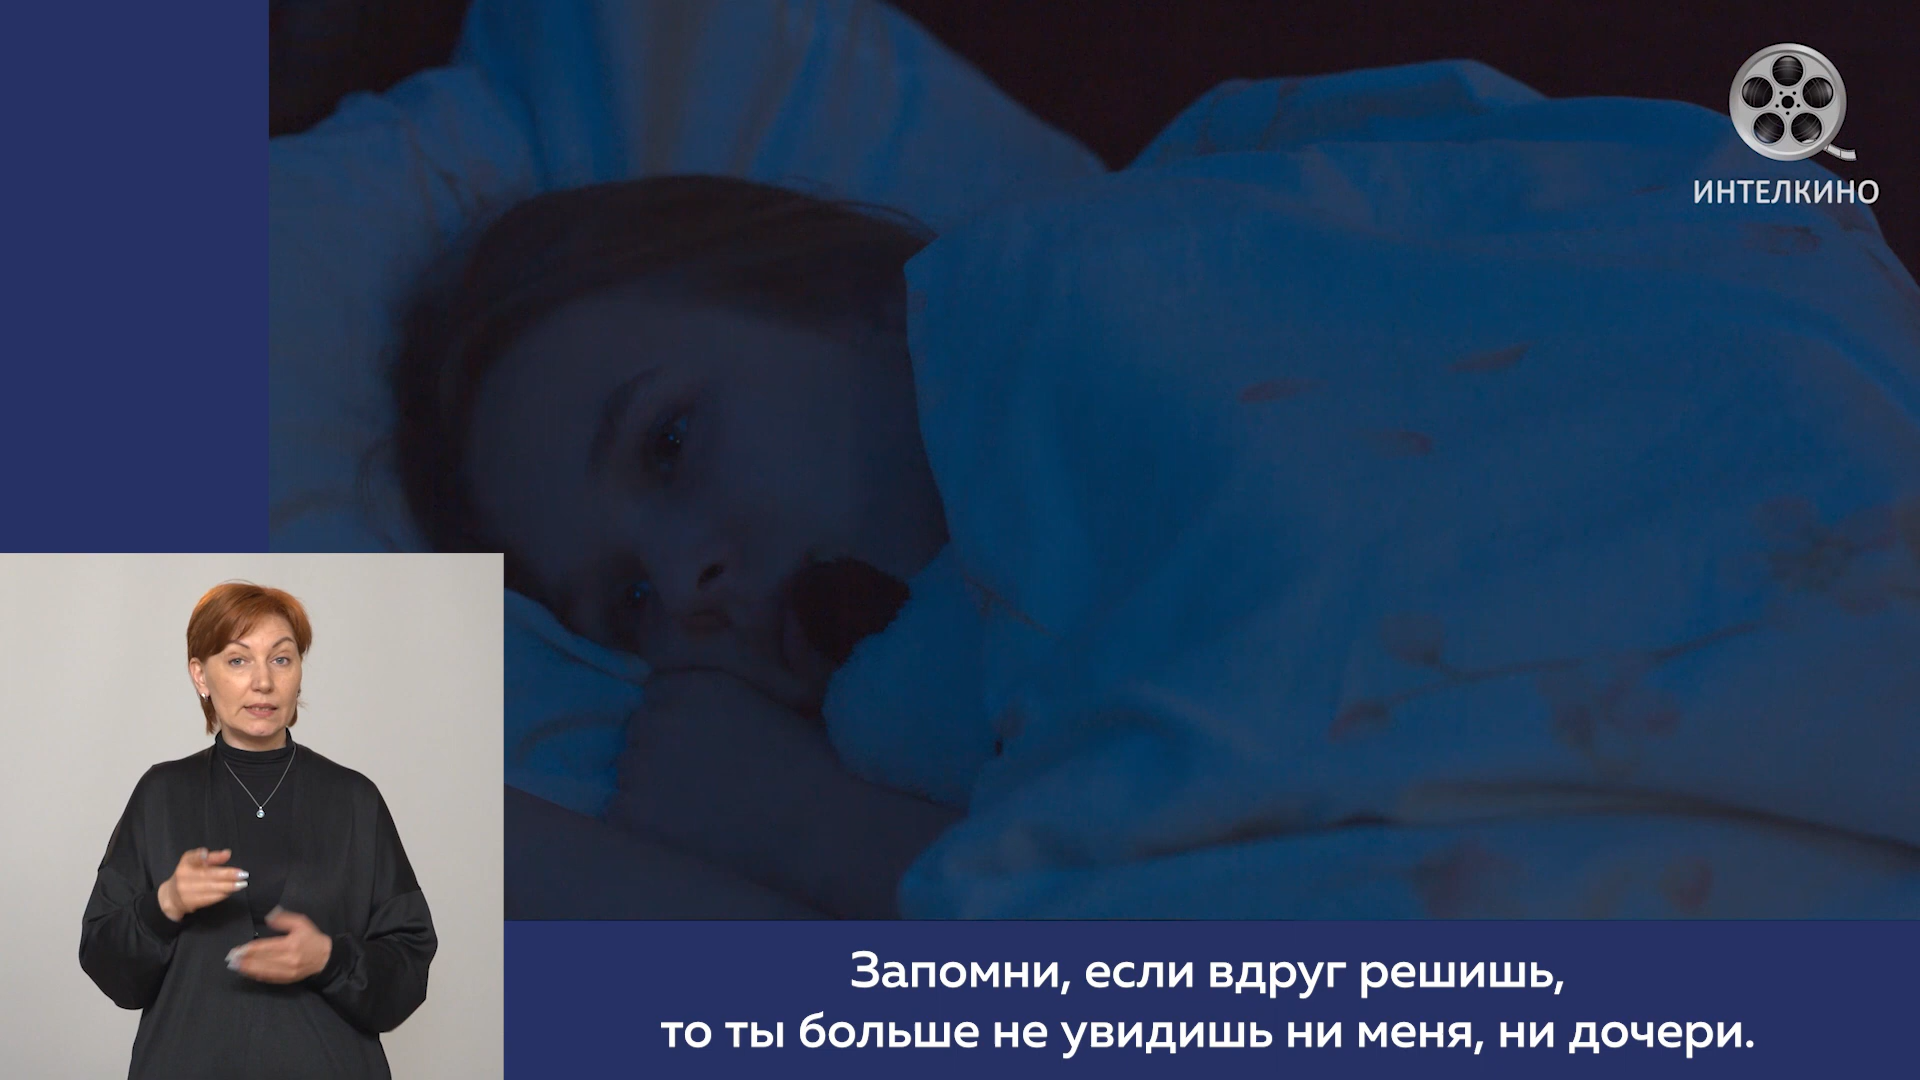 ИНТЕЛКИНО
Запомни, если вдруг решишь,
то ты больше не увидишь ни меня, ни дочери.